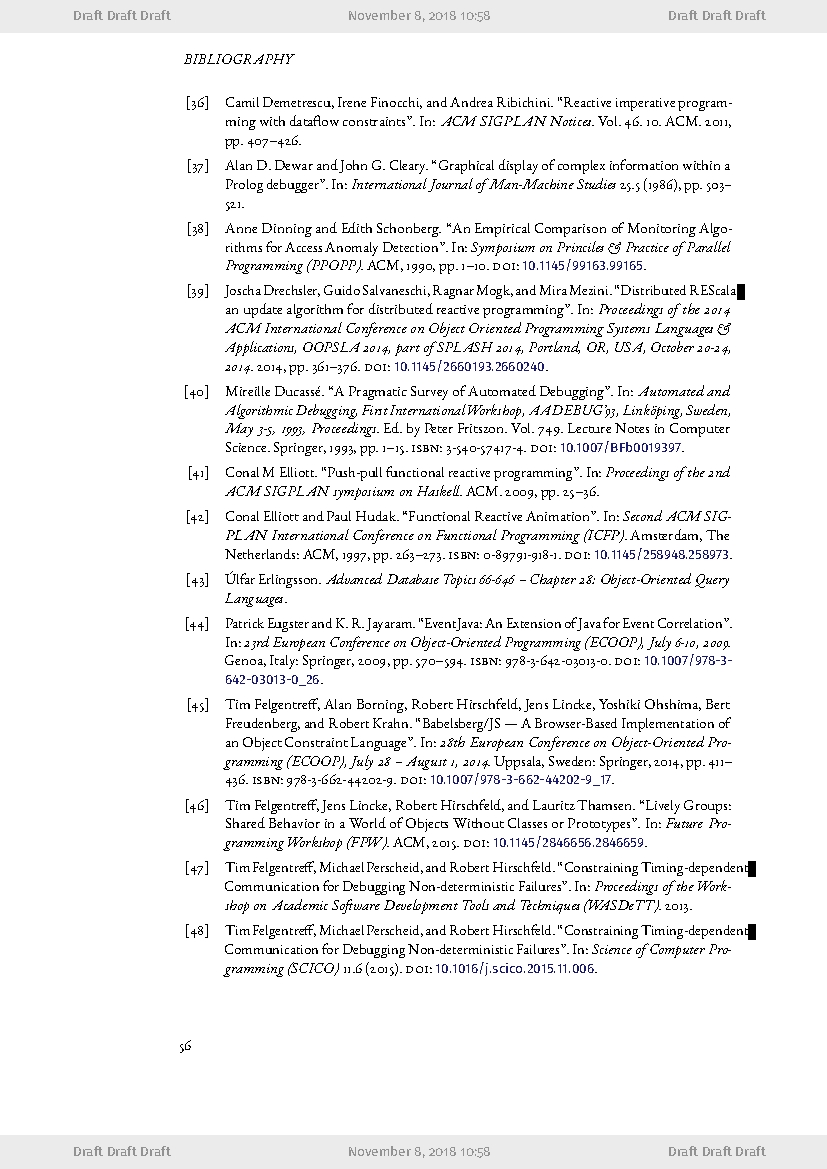 Draft Draft Draft November 8, 2018 10:58 Draft Draft Draft
BIBLIOGRAPHY
[36] Camil Demetrescu, Irene Finocchi, and Andrea Ribichini. “Reactive imperative program-
ming with dataflow constraints”. In: ACM SIGPLAN Notices. Vol. 46. 10. ACM. 2011,
pp. 407–426.
[37] Alan D. Dewar and John G. Cleary. “Graphical display of complex information within a
Prolog debugger”. In: International Journal of Man-Machine Studies 25.5 (1986), pp. 503–
521.
[38] Anne Dinning and Edith Schonberg. “An Empirical Comparison of Monitoring Algo-
rithms for Access Anomaly Detection”. In: Symposium on Princiles & Practice of Parallel
Programming (PPOPP). ACM, 1990, pp. 1–10. DOI: 10.1145/99163.99165.
[39] Joscha Drechsler, Guido Salvaneschi, Ragnar Mogk, and Mira Mezini. “Distributed REScala
an update algorithm for distributed reactive programming”. In: Proceedings of the 2014
ACM International Conference on Object Oriented Programming Systems Languages &
Applications, OOPSLA 2014, part of SPLASH 2014, Portland, OR, USA, October 20-24,
2014. 2014, pp. 361–376. DOI: 10.1145/2660193.2660240.
[40] Mireille Ducassé. “A Pragmatic Survey of Automated Debugging”. In: Automated and
Algorithmic Debugging, First International Workshop, AADEBUG’93, Linköping, Sweden,
May 3-5, 1993, Proceedings. Ed. by Peter Fritszon. Vol. 749. Lecture Notes in Computer
Science. Springer, 1993, pp. 1–15. ISBN: 3-540-57417-4. DOI: 10.1007/BFb0019397.
[41] Conal M Elliott. “Push-pull functional reactive programming”. In: Proceedings of the 2nd
ACM SIGPLAN symposium on Haskell. ACM. 2009, pp. 25–36.
[42] Conal Elliott and Paul Hudak. “Functional Reactive Animation”. In: Second ACM SIG-
PLAN International Conference on Functional Programming (ICFP). Amsterdam, The
Netherlands: ACM, 1997, pp. 263–273. ISBN: 0-89791-918-1. DOI: 10.1145/258948.258973.
[43] Úlfar Erlingsson. Advanced Database Topics 66-646 – Chapter 28: Object-Oriented Query
Languages.
[44] Patrick Eugster and K. R. Jayaram. “EventJava: An Extension of Java for Event Correlation”.
In: 23rd European Conference on Object-Oriented Programming (ECOOP), July 6-10, 2009.
Genoa, Italy: Springer, 2009, pp. 570–594. ISBN: 978-3-642-03013-0. DOI: 10.1007/978-3-
642-03013-0_26.
[45] Tim Felgentreff, Alan Borning, Robert Hirschfeld, Jens Lincke, Yoshiki Ohshima, Bert
Freudenberg, and Robert Krahn. “Babelsberg/JS — A Browser-Based Implementation of
an Object Constraint Language”. In: 28th European Conference on Object-Oriented Pro-
gramming (ECOOP), July 28 – August 1, 2014. Uppsala, Sweden: Springer, 2014, pp. 411–
436. ISBN: 978-3-662-44202-9. DOI: 10.1007/978-3-662-44202-9_17.
[46] Tim Felgentreff, Jens Lincke, Robert Hirschfeld, and Lauritz Thamsen. “Lively Groups:
Shared Behavior in a World of Objects Without Classes or Prototypes”. In: Future Pro-
gramming Workshop (FPW). ACM, 2015. DOI: 10.1145/2846656.2846659.
[47] Tim Felgentreff, Michael Perscheid, and Robert Hirschfeld. “Constraining Timing-dependent
Communication for Debugging Non-deterministic Failures”. In: Proceedings of the Work-
shop on Academic Software Development Tools and Techniques (WASDeTT). 2013.
[48] Tim Felgentreff, Michael Perscheid, and Robert Hirschfeld. “Constraining Timing-dependent
Communication for Debugging Non-deterministic Failures”. In: Science of Computer Pro-
gramming (SCICO) 11.6 (2015). DOI: 10.1016/j.scico.2015.11.006.
56
Draft Draft Draft November 8, 2018 10:58 Draft Draft Draft